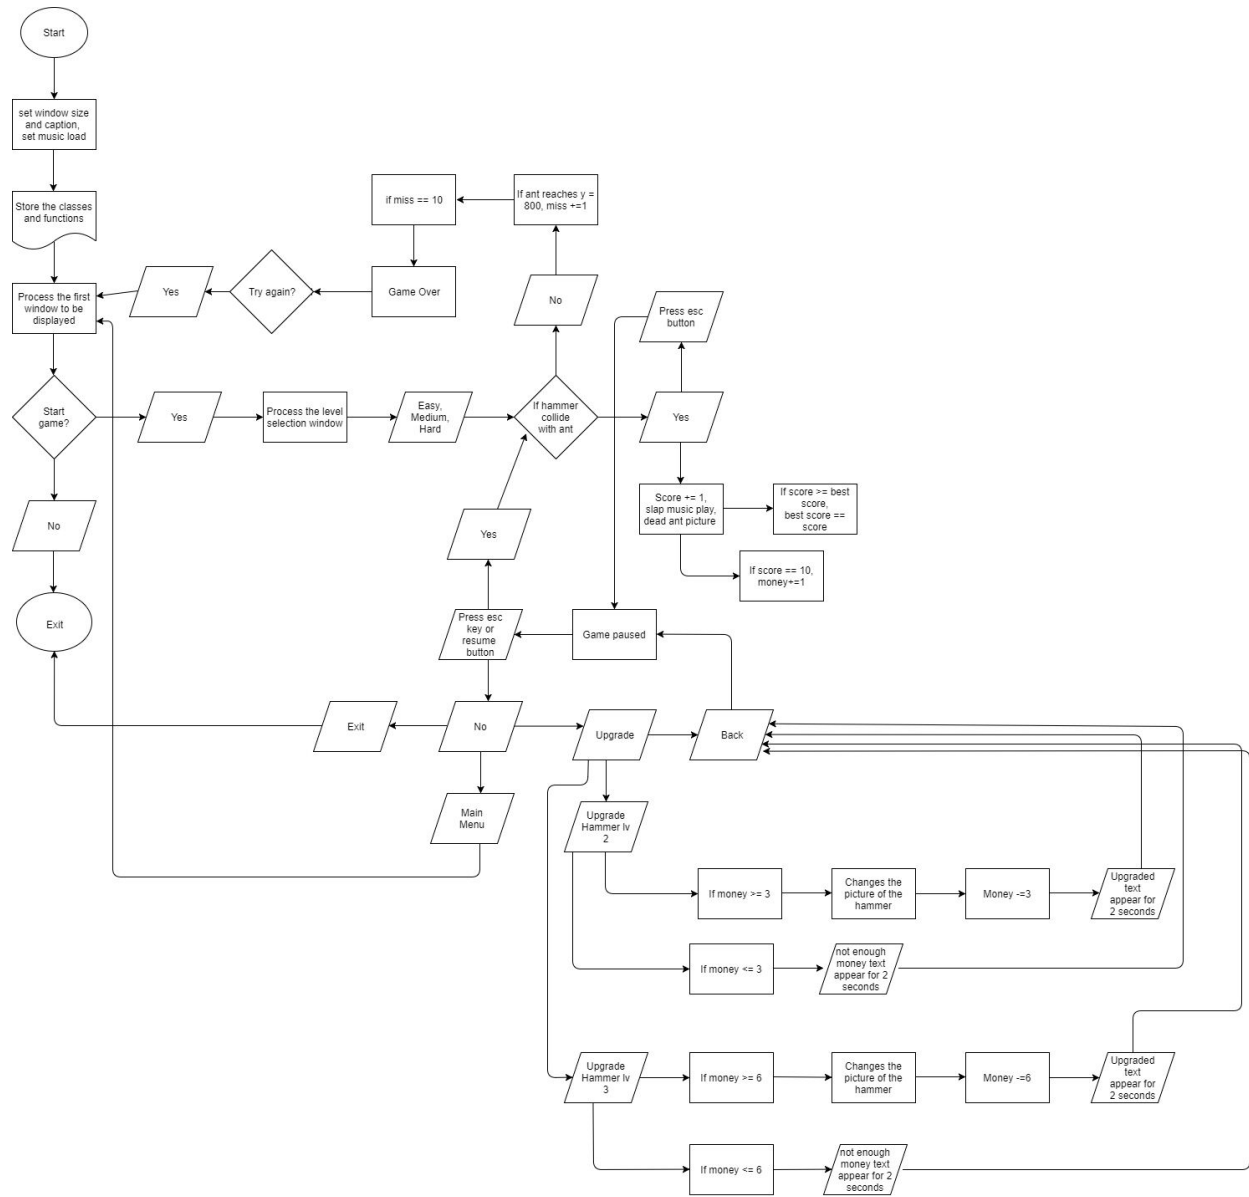 Start
set window size
and caption,
set music load
Store the classes
and functions
Process the first
window to be
displayed
Yes
Try again?
Game Over
if miss == 10
If ant reaches y =
800, miss +=1
No
Press esc
button
Start
game?
Yes
Process the level
selection window
Easy,
Medium,
Hard
If hammer
collide
with ant
Yes
No
Exit
Yes
Score += 1,
slap music play,
dead ant picture
If score >= best
score,
best score ==
score
If score == 10,
money+=1
Press esc
key or
resume
button
Game paused
Exit
No
Upgrade
Back
Main
Menu
Upgrade
Hammer lv
2
If money >= 3
Changes the
picture of the
hammer
Money -=3
Upgraded
text
appear for
2 seconds
If money <= 3
not enough
money text
appear for 2
seconds
Upgrade
Hammer lv
3
If money >= 6
Changes the
picture of the
hammer
Money -=6
Upgraded
text
appear for
2 seconds
If money <= 6
not enough
money text
appear for 2
seconds